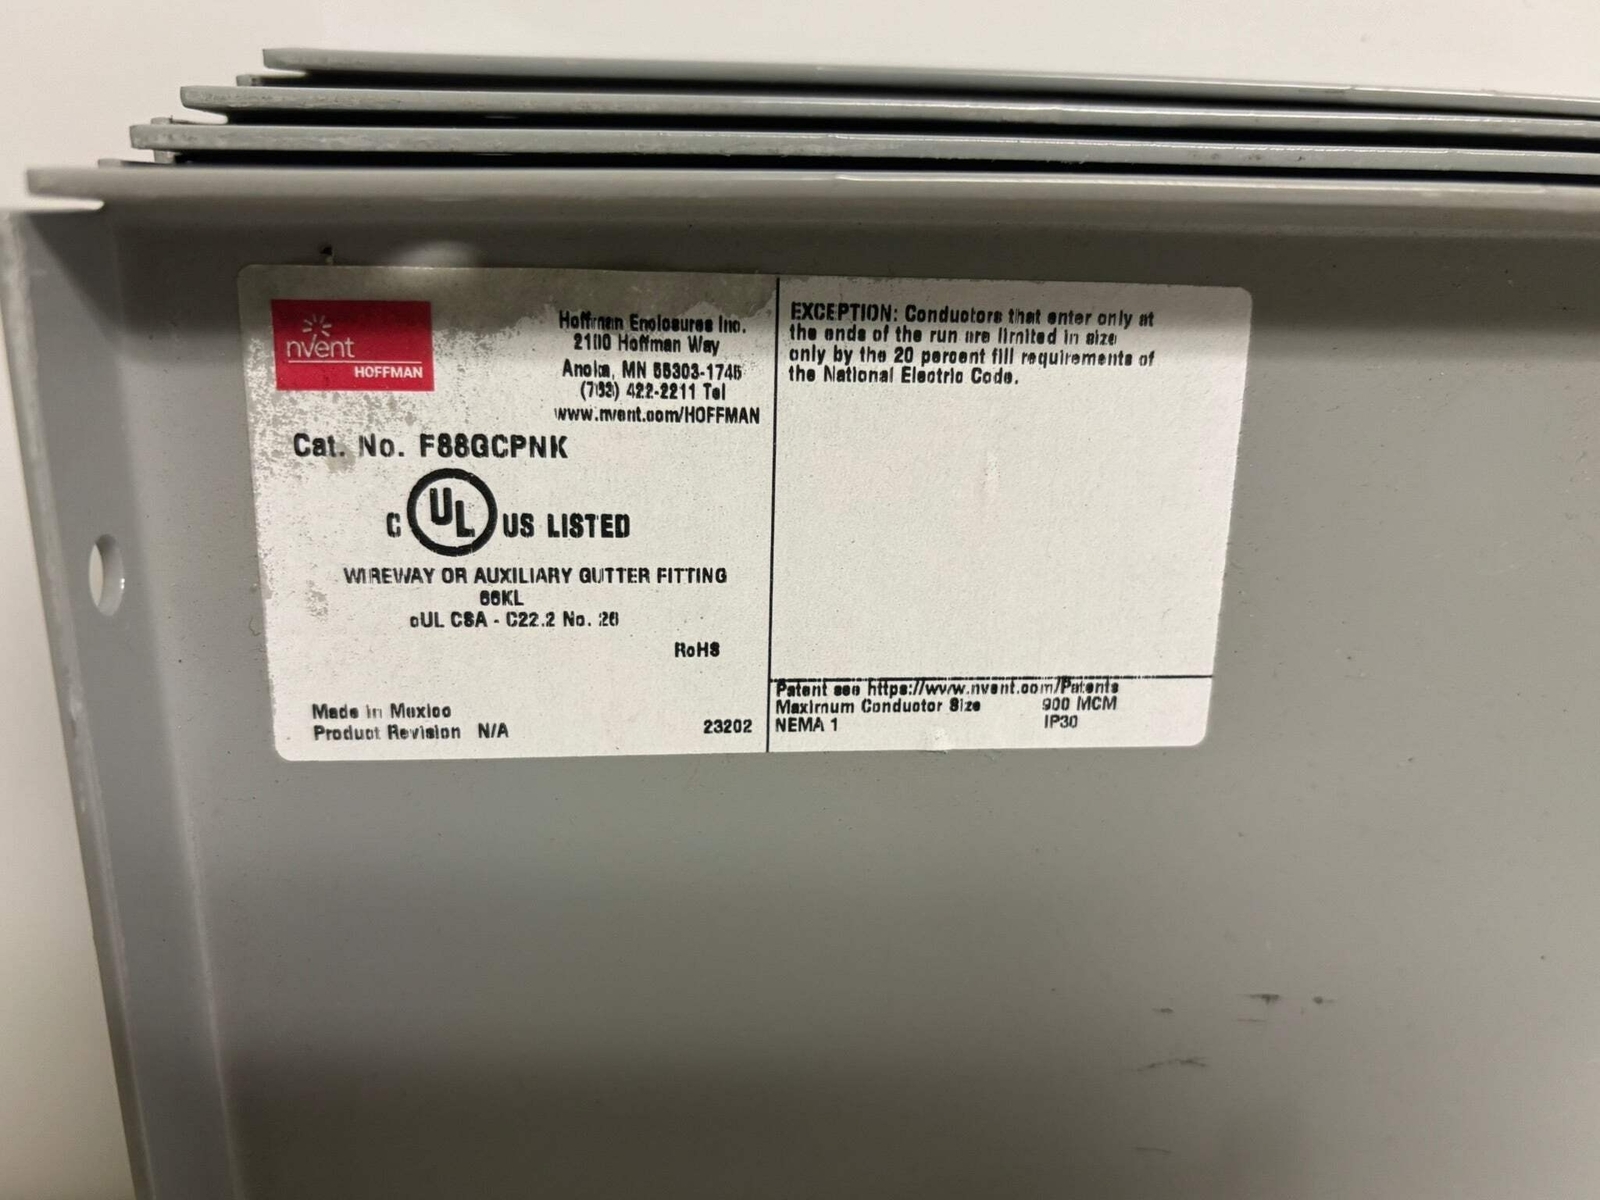 nvent
HOFFMAN
Hoffman Enclosures Inc.
2100 Hoffman Way
Anoka, MN 55303-1745
(763) 422-2211 Tel
www.nvent.com/HOFFMAN
Cat. No. F88GCPNK
C UL US LISTED
WIREWAY OR AUXILIARY GUTTER FITTING
66KL
cUL CSA - C22.2 No. 26
RoHS
Made in Mexico
Product Revision N/A
23202
EXCEPTION: Conductors that enter only at
the ends of the run are limited in size
only by the 20 percent fill requirements of
the National Electric Code.
Patent see https://www.nvent.com/Patents
Maximum Conductor Size 900 MCM
NEMA 1 IP30